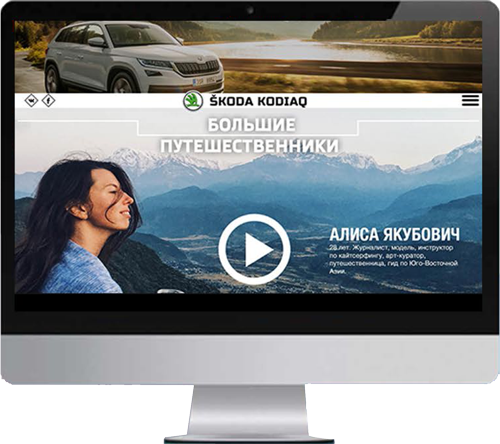 ŠKODA KODIAQ
БОЛЬШИЕ
ПУТЕШЕСТВЕННИКИ
АЛИСА ЯКУБОВИЧ
28 лет. Журналист, модель, инструктор
по кайтсерфингу, арт-куратор,
путешественница, гид по Юго-Восточной
Азии.